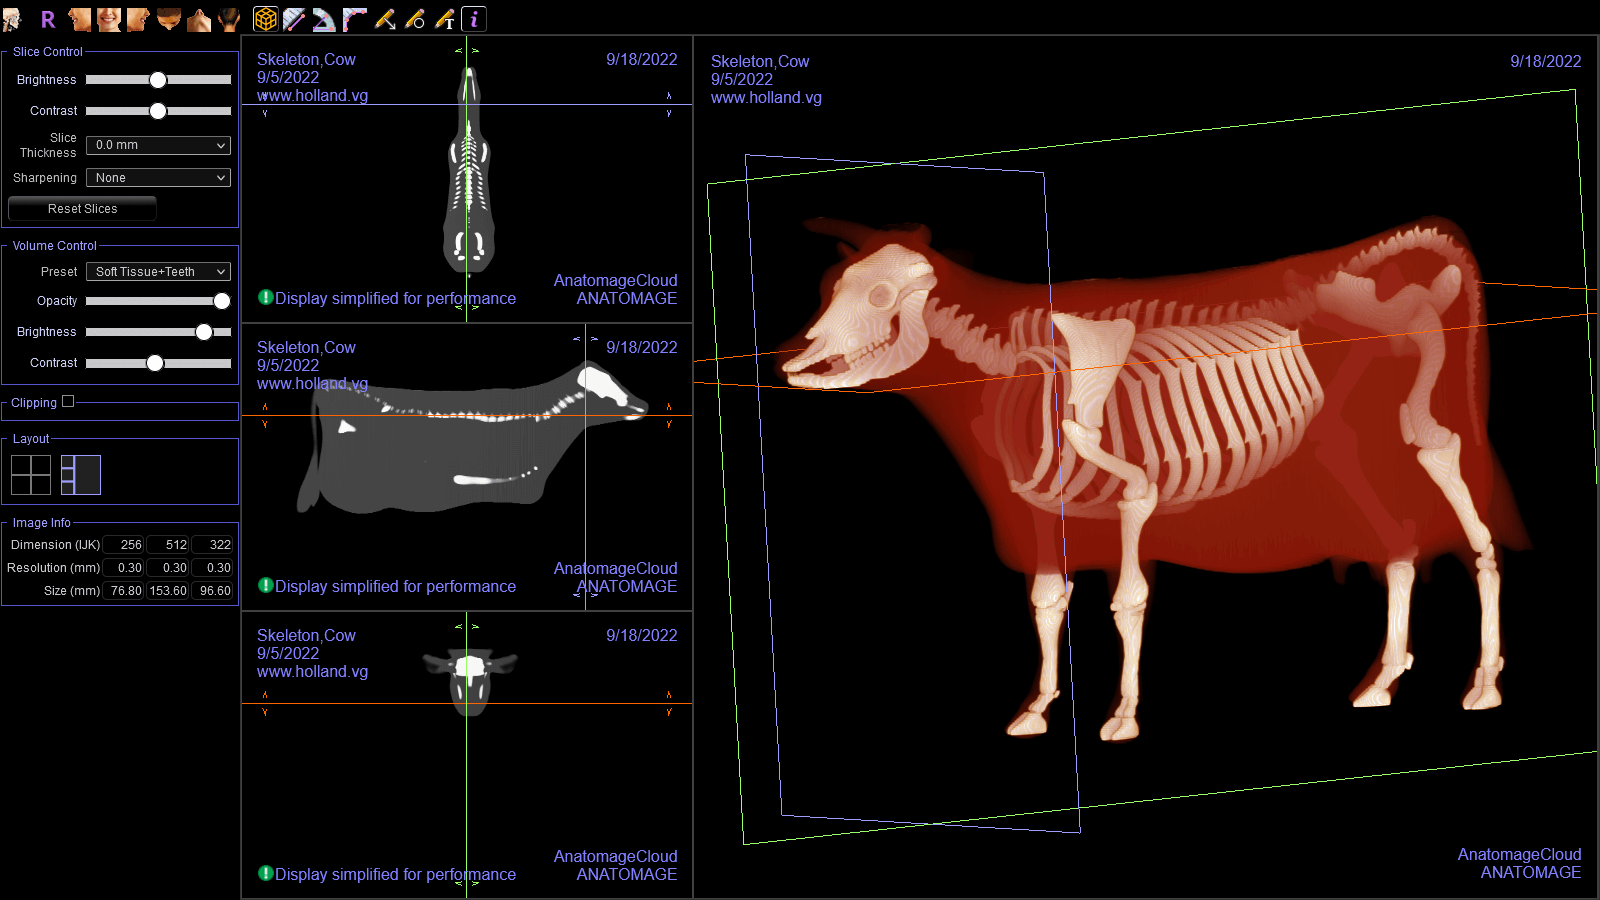 R
T
i
Slice Control
Brightness
Contrast
Slice
Thickness
0.0 mm
Sharpening
None
Reset Slices
Volume Control
Preset
Soft Tissue+Teeth
Opacity
Brightness
Contrast
Clipping
Layout
Image Info
Dimension (IJK) 256 512 322
Resolution (mm) 0.30 0.30 0.30
Size (mm) 76.80 153.60 96.60
Skeleton,Cow
9/5/2022
www.holland.vg
9/18/2022
Display simplified for performance
AnatomageCloud
ANATOMAGE
Skeleton,Cow
9/5/2022
www.holland.vg
9/18/2022
Display simplified for performance
AnatomageCloud
ANATOMAGE
Skeleton,Cow
9/5/2022
www.holland.vg
9/18/2022
Display simplified for performance
AnatomageCloud
ANATOMAGE
Skeleton,Cow
9/5/2022
www.holland.vg
9/18/2022
AnatomageCloud
ANATOMAGE